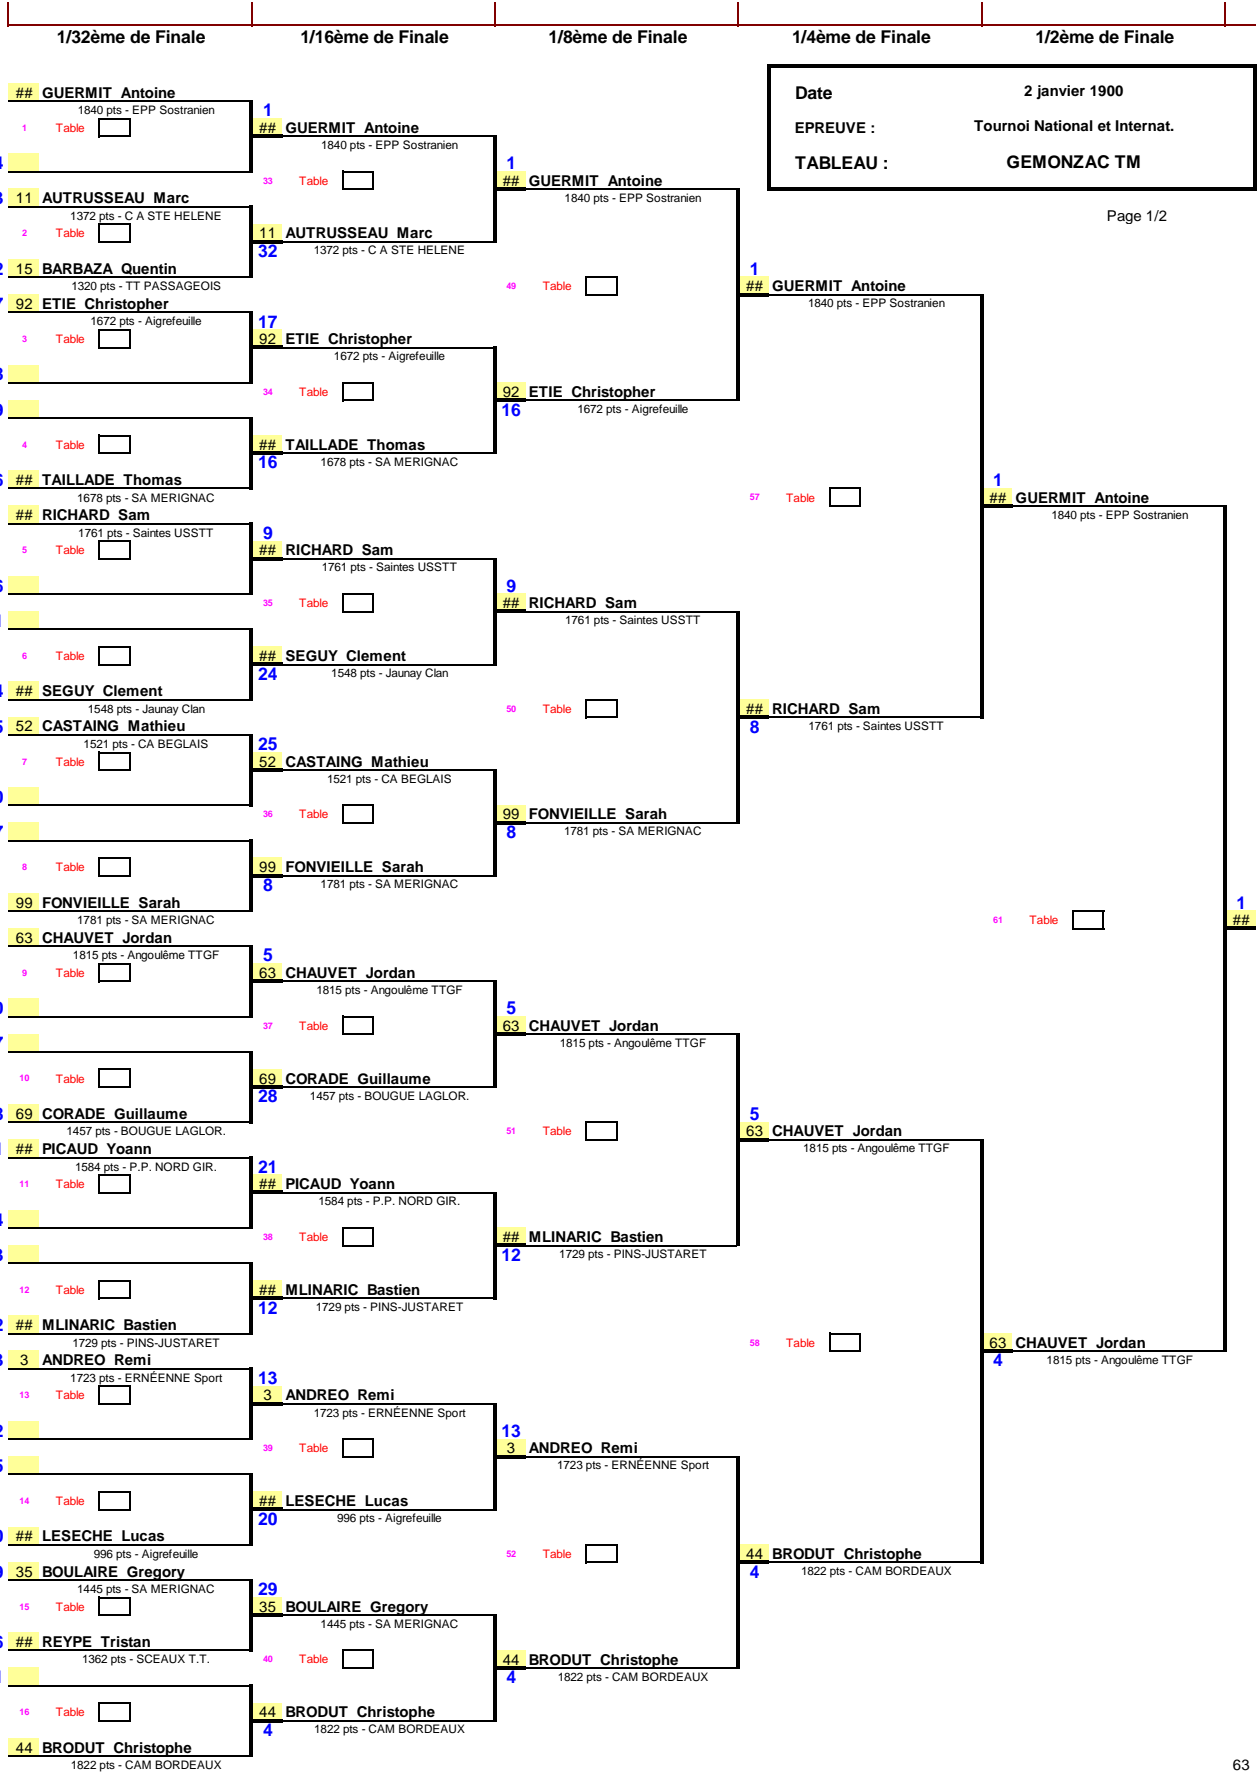 1/32ème de Finale 1/16ème de Finale 1/8ème de Finale 1/4ème de Finale 1/2ème de Finale
Date 2 janvier 1900
EPREUVE : Tournoi National et Internat.
TABLEAU : GEMONZAC TM
Page 1/2
## GUERMIT Antoine
1840 pts - EPP Sostranien
1 Table
11 AUTRUSSEAU Marc
1372 pts - C A STE HELENE
2 Table
15 BARBAZA Quentin
1320 pts - TT PASSAGEOIS
92 ETIE Christopher
1672 pts - Aigrefeuille
3 Table
4 Table
## TAILLADE Thomas
1678 pts - SA MERIGNAC
## RICHARD Sam
1761 pts - Saintes USSTT
5 Table
6 Table
## SEGUY Clement
1548 pts - Jaunay Clan
52 CASTAING Mathieu
1521 pts - CA BEGLAIS
7 Table
8 Table
99 FONVIEILLE Sarah
1781 pts - SA MERIGNAC
63 CHAUVET Jordan
1815 pts - Angoulême TTGF
9 Table
10 Table
69 CORADE Guillaume
1457 pts - BOUGUE LAGLOR.
## PICAUD Yoann
1584 pts - P.P. NORD GIR.
11 Table
12 Table
## MLINARIC Bastien
1729 pts - PINS-JUSTARET
3 ANDREO Remi
1723 pts - ERNÉENNE Sport
13 Table
14 Table
## LESECHE Lucas
996 pts - Aigrefeuille
35 BOULAIRE Gregory
1445 pts - SA MERIGNAC
15 Table
## REYPE Tristan
1362 pts - SCEAUX T.T.
16 Table
44 BRODUT Christophe
1822 pts - CAM BORDEAUX
1
## GUERMIT Antoine
1840 pts - EPP Sostranien
33 Table
11 AUTRUSSEAU Marc
32 1372 pts - C A STE HELENE
17
92 ETIE Christopher
1672 pts - Aigrefeuille
34 Table
## TAILLADE Thomas
16 1678 pts - SA MERIGNAC
9
## RICHARD Sam
1761 pts - Saintes USSTT
35 Table
## SEGUY Clement
24 1548 pts - Jaunay Clan
25
52 CASTAING Mathieu
1521 pts - CA BEGLAIS
36 Table
99 FONVIEILLE Sarah
8 1781 pts - SA MERIGNAC
5
63 CHAUVET Jordan
1815 pts - Angoulême TTGF
37 Table
69 CORADE Guillaume
28 1457 pts - BOUGUE LAGLOR.
21
## PICAUD Yoann
1584 pts - P.P. NORD GIR.
38 Table
## MLINARIC Bastien
12 1729 pts - PINS-JUSTARET
13
3 ANDREO Remi
1723 pts - ERNÉENNE Sport
39 Table
## LESECHE Lucas
20 996 pts - Aigrefeuille
29
35 BOULAIRE Gregory
1445 pts - SA MERIGNAC
40 Table
44 BRODUT Christophe
4 1822 pts - CAM BORDEAUX
1
## GUERMIT Antoine
1840 pts - EPP Sostranien
49 Table
92 ETIE Christopher
16 1672 pts - Aigrefeuille
9
## RICHARD Sam
1761 pts - Saintes USSTT
50 Table
99 FONVIEILLE Sarah
8 1781 pts - SA MERIGNAC
5
63 CHAUVET Jordan
1815 pts - Angoulême TTGF
51 Table
## MLINARIC Bastien
12 1729 pts - PINS-JUSTARET
13
3 ANDREO Remi
1723 pts - ERNÉENNE Sport
52 Table
44 BRODUT Christophe
4 1822 pts - CAM BORDEAUX
1
## GUERMIT Antoine
1840 pts - EPP Sostranien
57 Table
## RICHARD Sam
8 1761 pts - Saintes USSTT
5
63 CHAUVET Jordan
1815 pts - Angoulême TTGF
58 Table
44 BRODUT Christophe
4 1822 pts - CAM BORDEAUX
1
## GUERMIT Antoine
1840 pts - EPP Sostranien
61 Table
63 CHAUVET Jordan
4 1815 pts - Angoulême TTGF
1
##
63